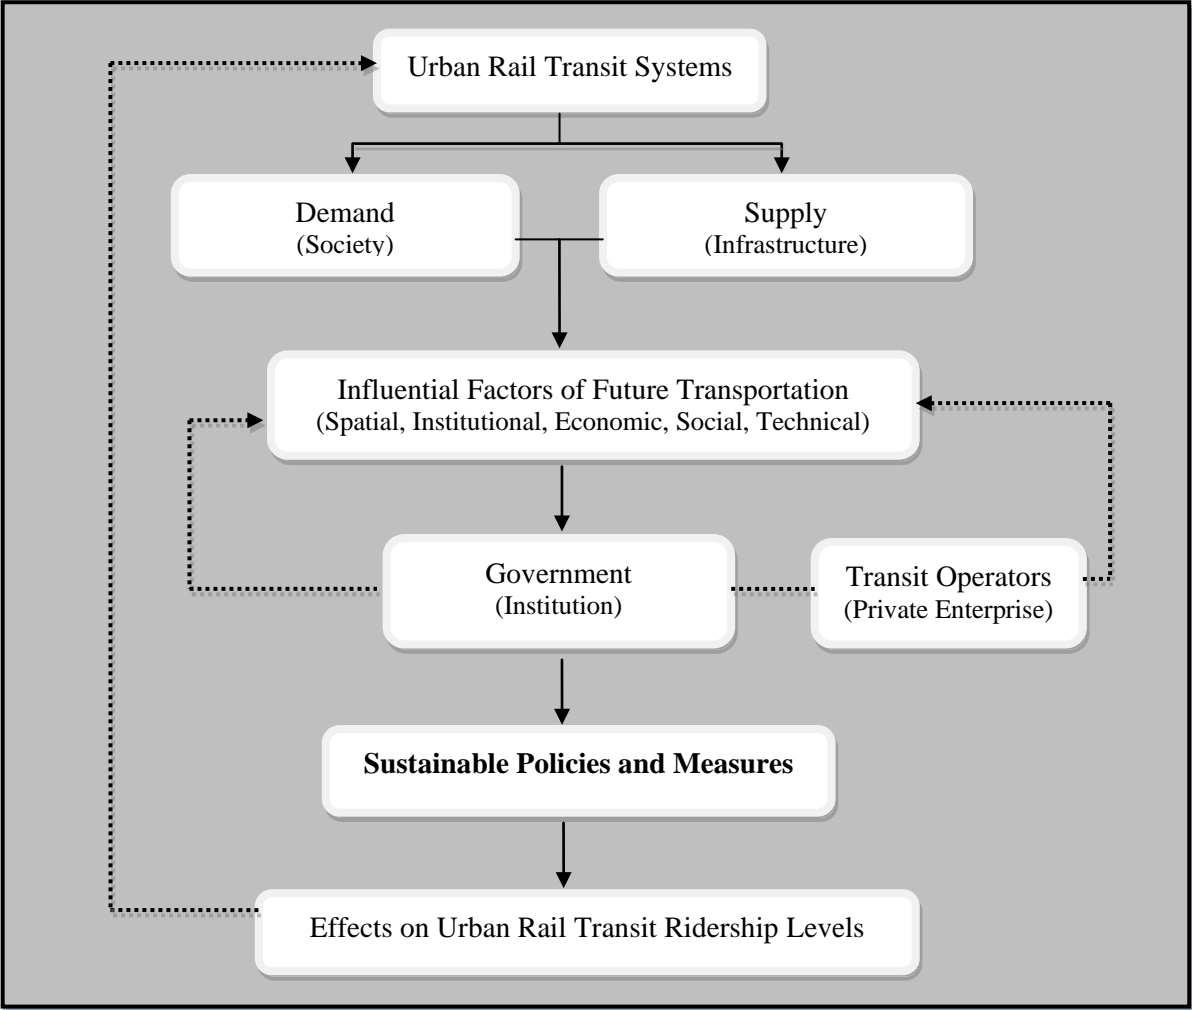 Urban Rail Transit Systems
Demand
(Society)
Supply
(Infrastructure)
Influential Factors of Future Transportation
(Spatial, Institutional, Economic, Social, Technical)
Government
(Institution)
Transit Operators
(Private Enterprise)
Sustainable Policies and Measures
Effects on Urban Rail Transit Ridership Levels